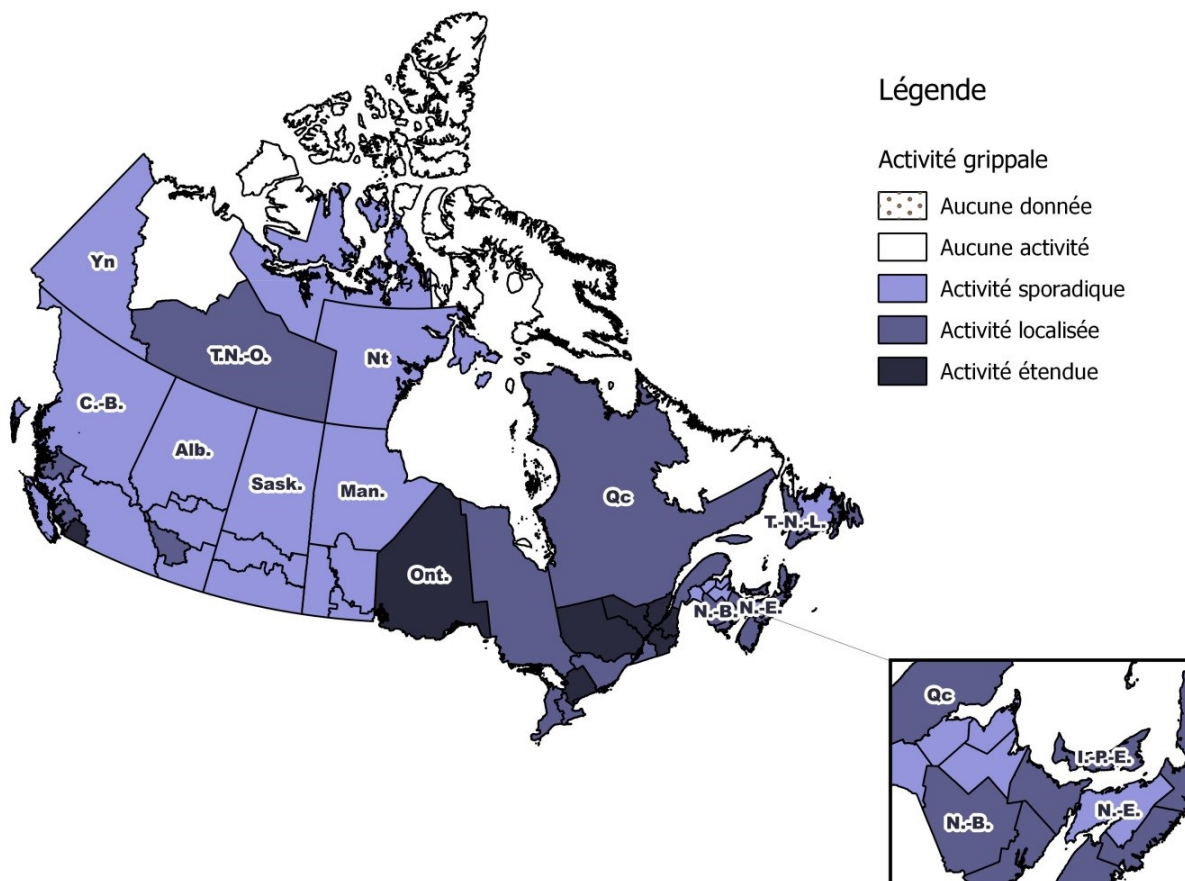 Légende
Activité grippale
Aucune donnée
Aucune activité
Activité sporadique
Activité localisée
Activité étendue
Yn
T.N.-O.
Nt
C.-B.
Alb.
Sask.
Man.
Ont.
Qc
T.-N.-L.
N.-B.
N.-E.
Qc
I.-P.-E.
N.-B.
N.-E.